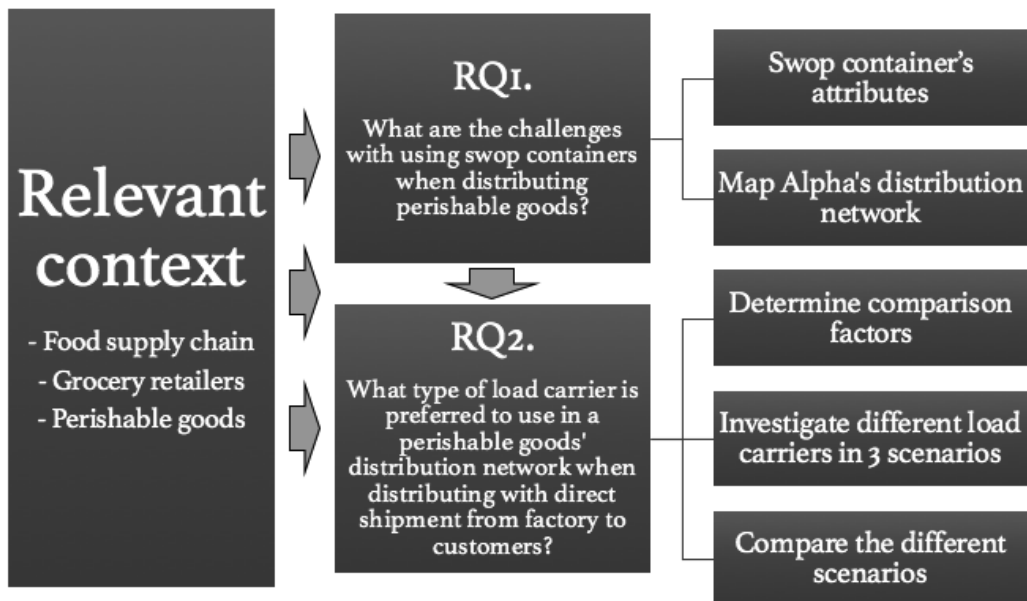 Relevant
context
- Food supply chain
- Grocery retailers
- Perishable goods
RQ1.
What are the challenges
with using swop containers
when distributing
perishable goods?
Swop container's
attributes
Map Alpha's distribution
network
RQ2.
What type of load carrier is
preferred to use in a
perishable goods'
distribution network when
distributing with direct
shipment from factory to
customers?
Determine comparison
factors
Investigate different load
carriers in 3 scenarios
Compare the different
scenarios